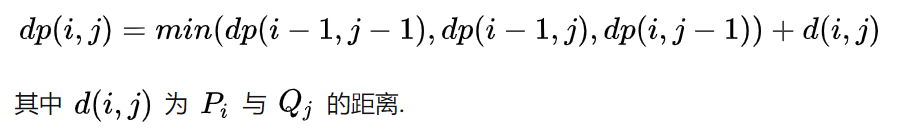 dp(i, j) = min(dp(i − 1, j − 1), dp(i − 1, j), dp(i, j − 1)) + d(i, j)
其中 d(i, j) 为 P_i 与 Q_j 的距离.